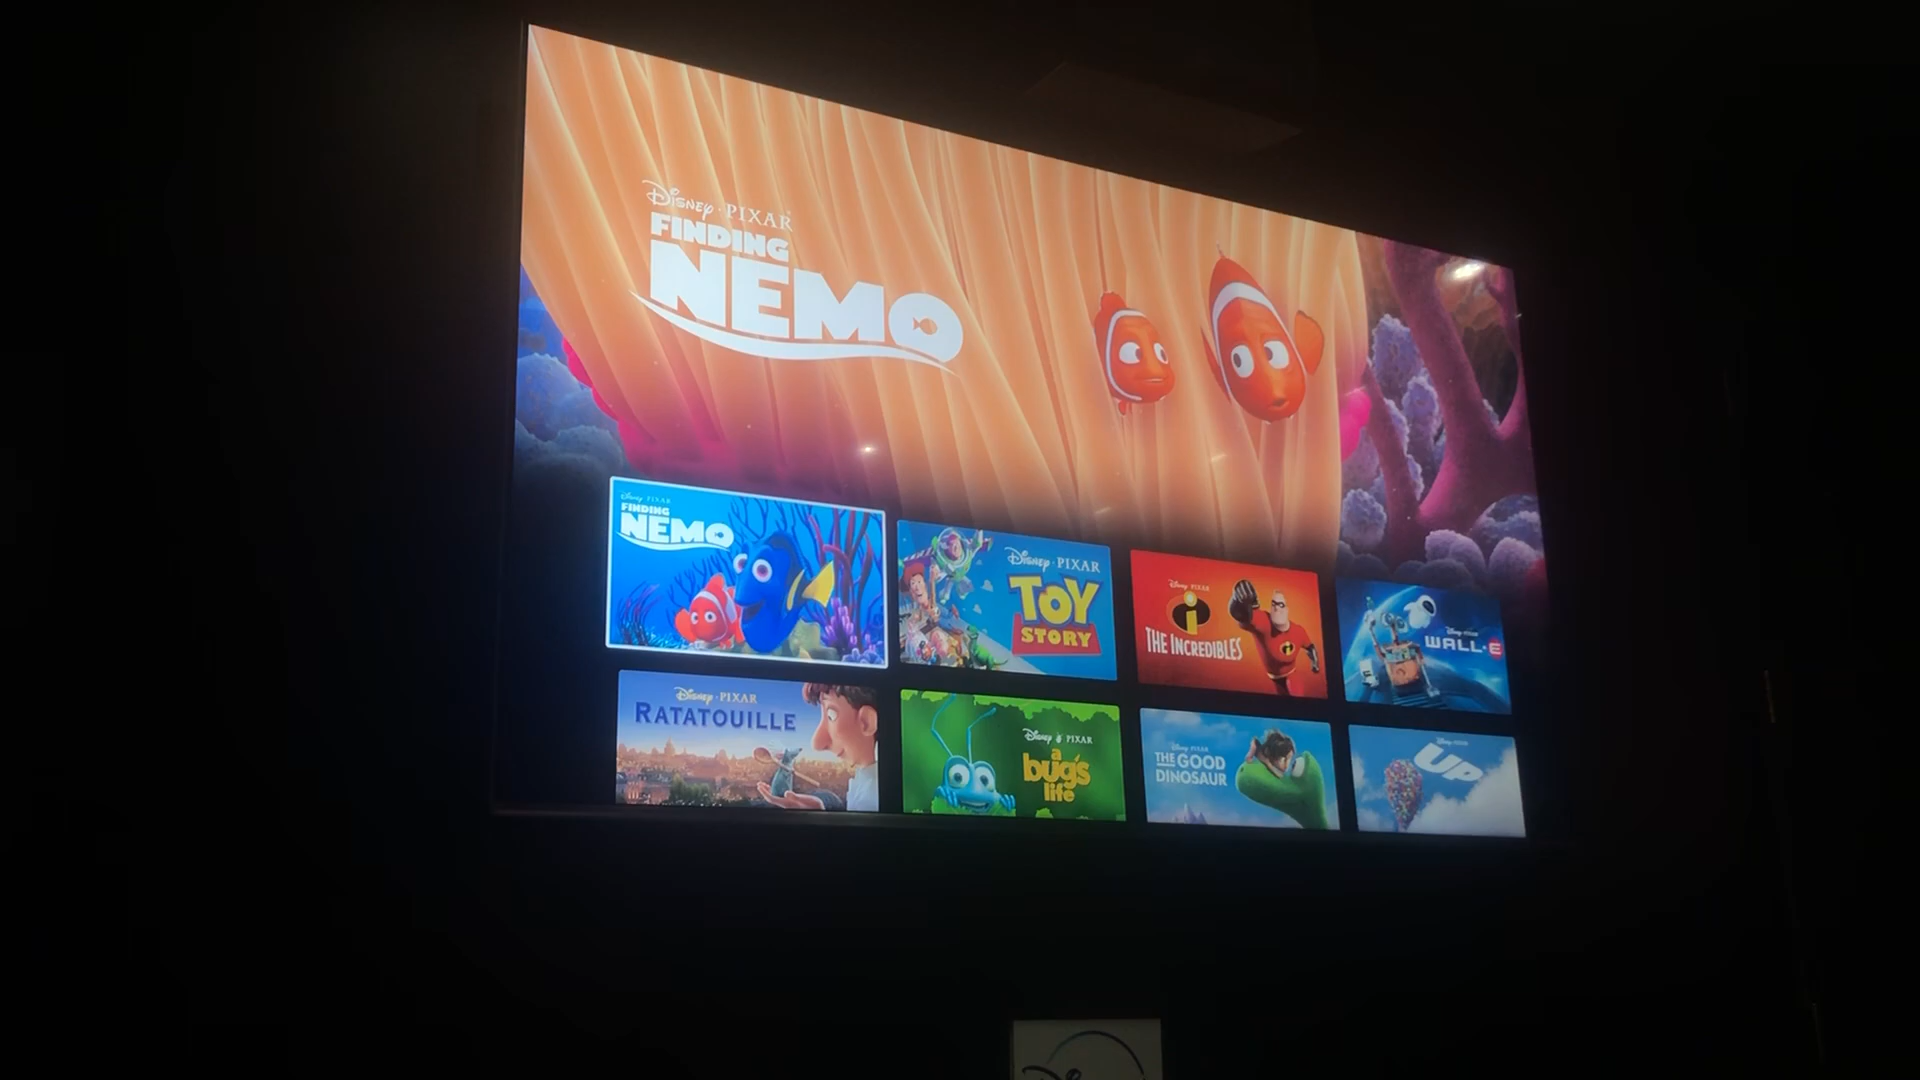 Disney · PIXAR
FINDING
NEMO
Disney PIXAR
FINDING
NEMO
Disney · PIXAR
TOY
STORY
Disney PIXAR
THE INCREDIBLES
Disney PIXAR
WALL·E
Disney · PIXAR
RATATOUILLE
Disney PIXAR
a
bug's
life
Disney PIXAR
THE GOOD
DINOSAUR
Disney PIXAR
UP